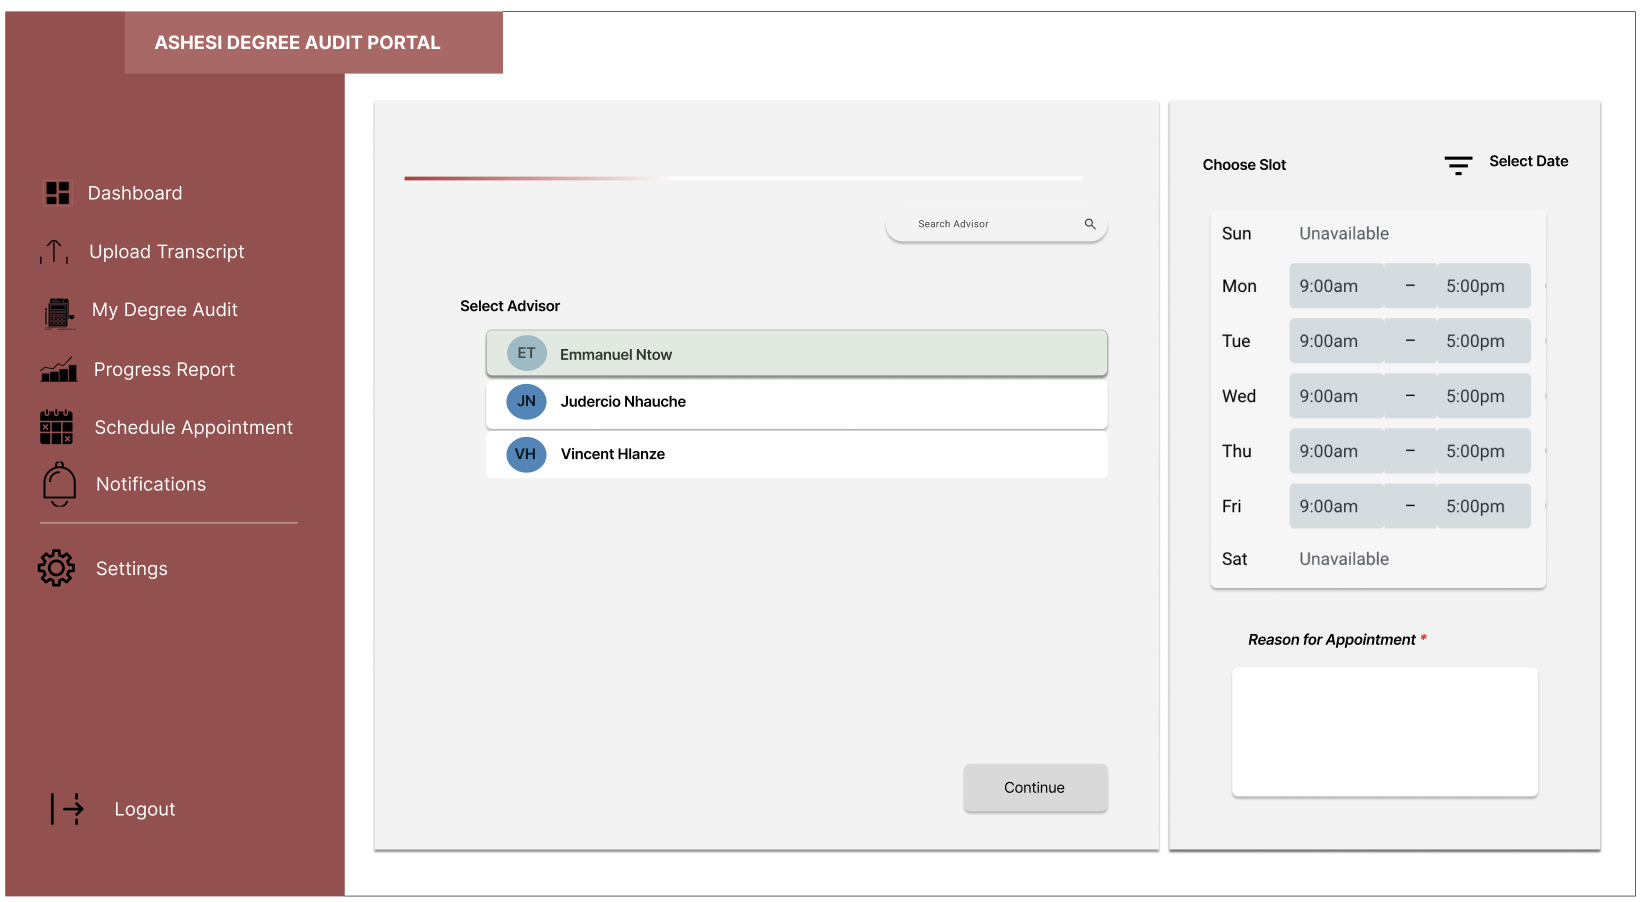 ASHESI DEGREE AUDIT PORTAL
Dashboard
Upload Transcript
My Degree Audit
Progress Report
Schedule Appointment
Notifications
Settings
Logout
Search Advisor
Select Advisor
ET Emmanuel Ntow
JN Judercio Nhauche
VH Vincent Hlanze
Continue
Choose Slot
Select Date
Sun Unavailable
Mon 9:00am – 5:00pm
Tue 9:00am – 5:00pm
Wed 9:00am – 5:00pm
Thu 9:00am – 5:00pm
Fri 9:00am – 5:00pm
Sat Unavailable
Reason for Appointment *